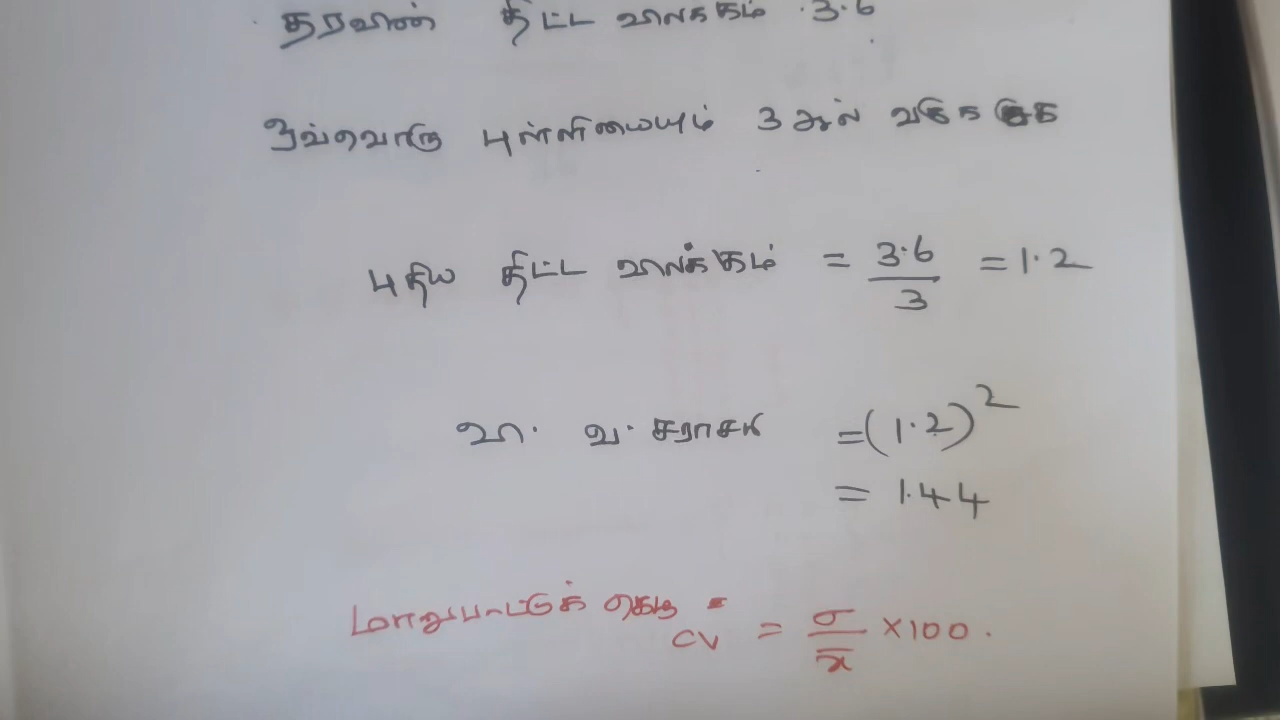 தரவின் திட்ட விலக்கம் 3.6
ஒவ்வொரு புள்ளியையும் 3 ஆல் வகுக்க
புதிய திட்ட விலக்கம் = 3.6/3 = 1.2
வி. வ. சராசரி = (1.2)²
= 1.44
மாறுபாட்டுக் கெழு
CV = σ/x̄ × 100.